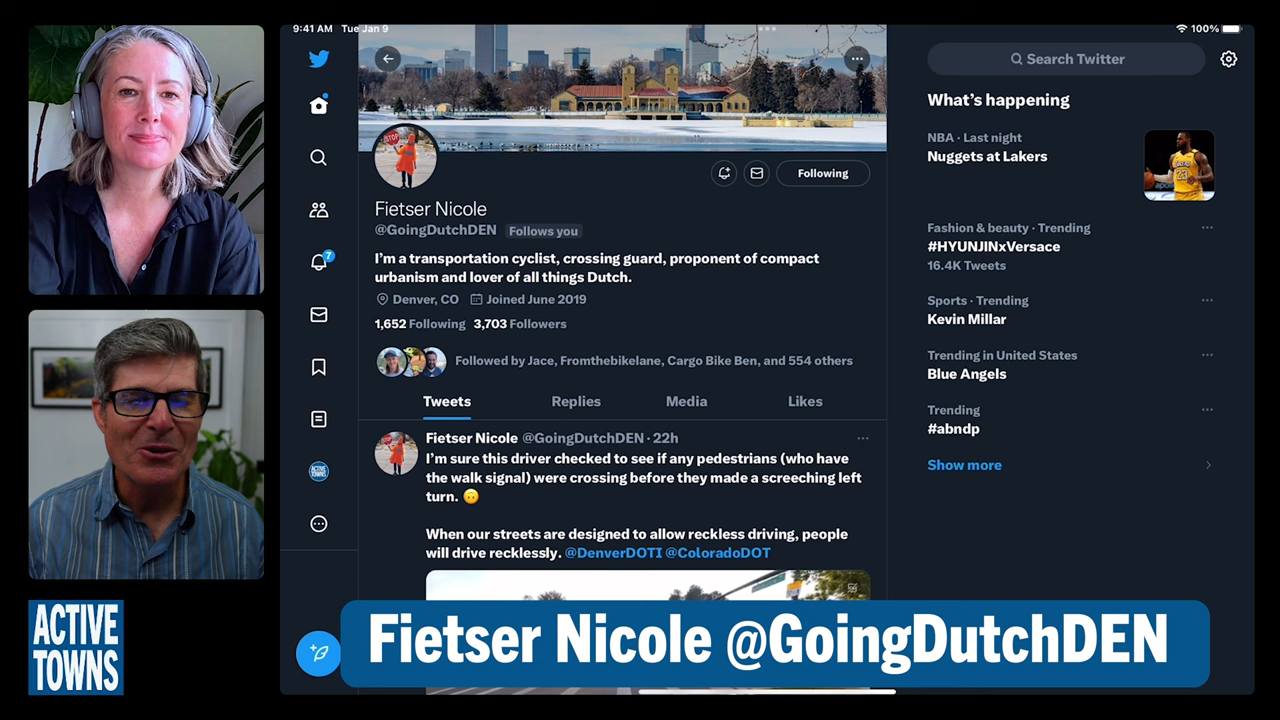 9:41 AM Tue Jan 9
100%
Search Twitter
What's happening
NBA · Last night
Nuggets at Lakers
23
Following
Fietser Nicole
@GoingDutchDEN Follows you
I'm a transportation cyclist, crossing guard, proponent of compact
urbanism and lover of all things Dutch.
Denver, CO Joined June 2019
1,652 Following 3,703 Followers
Followed by Jace, Fromthebikelane, Cargo Bike Ben, and 554 others
Tweets Replies Media Likes
Fietser Nicole @GoingDutchDEN · 22h
I'm sure this driver checked to see if any pedestrians (who have
the walk signal) were crossing before they made a screeching left
turn. 🙃
When our streets are designed to allow reckless driving, people
will drive recklessly. @DenverDOTI @ColoradoDOT
Fashion & beauty · Trending
#HYUNJINxVersace
16.4K Tweets
Sports · Trending
Kevin Millar
Trending in United States
Blue Angels
Trending
#abndp
Show more
7
STOP
ACTIVE
TOWNS
ACTIVE
TOWNS
Fietser Nicole @GoingDutchDEN